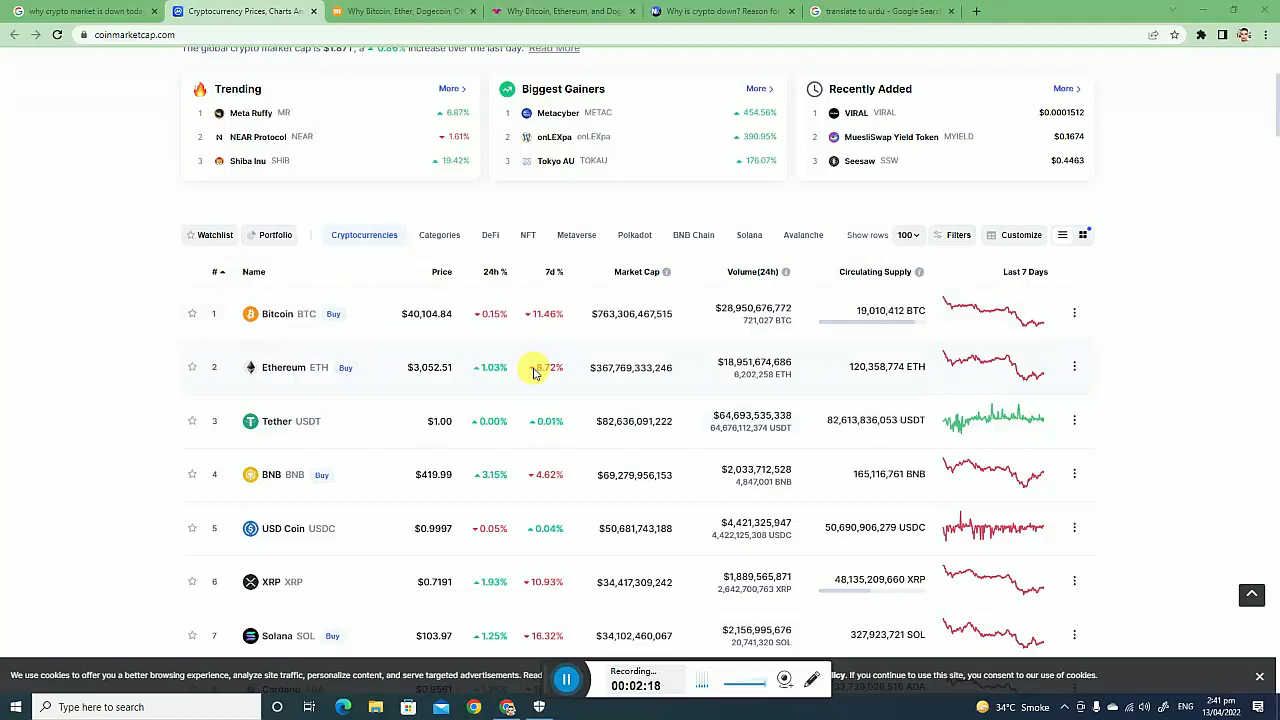 why crypto market is down today
Cryptocurrency Prices, Charts An
Why Bitcoin, Ether, Dogecoin, C
Why Bitcoin, Ethereum, and Dog
Why is crypto down? Reason for
translate to urdu - Google Search
coinmarketcap.com
The global crypto market cap is $1.87T, a 0.86% increase over the last day. Read More
Trending More
1 Meta Ruffy MR 6.87%
2 NEAR Protocol NEAR 1.61%
3 Shiba Inu SHIB 19.42%
Biggest Gainers More
1 Metacyber METAC 454.56%
2 onLEXpa onLEXpa 390.95%
3 Tokyo AU TOKAU 176.07%
Recently Added More
1 VIRAL VIRAL $0.0001512
2 MuesliSwap Yield Token MYIELD $0.1674
3 Seesaw SSW $0.4463
Watchlist Portfolio Cryptocurrencies Categories DeFi NFT Metaverse Polkadot BNB Chain Solana Avalanche Show rows 100 Filters Customize
# Name Price 24h % 7d % Market Cap Volume(24h) Circulating Supply Last 7 Days
1 Bitcoin BTC Buy $40,104.84 0.15% 11.46% $763,306,467,515 $28,950,676,772 19,010,412 BTC
721,027 BTC
2 Ethereum ETH Buy $3,052.51 1.03% 8.72% $367,769,333,246 $18,951,674,686 120,358,774 ETH
6,202,258 ETH
3 Tether USDT $1.00 0.00% 0.01% $82,636,091,222 $64,693,535,338 82,613,836,053 USDT
64,676,112,374 USDT
4 BNB BNB Buy $419.99 3.15% 4.62% $69,279,956,153 $2,033,712,528 165,116,761 BNB
4,847,001 BNB
5 USD Coin USDC $0.9997 0.05% 0.04% $50,681,743,188 $4,421,325,947 50,690,906,279 USDC
4,422,125,308 USDC
6 XRP XRP $0.7191 1.93% 10.93% $34,417,309,242 $1,889,565,871 48,135,209,660 XRP
2,642,700,763 XRP
7 Solana SOL Buy $103.97 1.25% 16.32% $34,102,460,067 $2,156,995,676 327,923,721 SOL
20,741,320 SOL
We use cookies to offer you a better browsing experience, analyze site traffic, personalize content, and serve targeted advertisements. Read
olicy. If you continue to use this site, you consent to our use of cookies.
Recording...
00:02:18
Type here to search
34°C Smoke
2:41 pm
13/04/2022